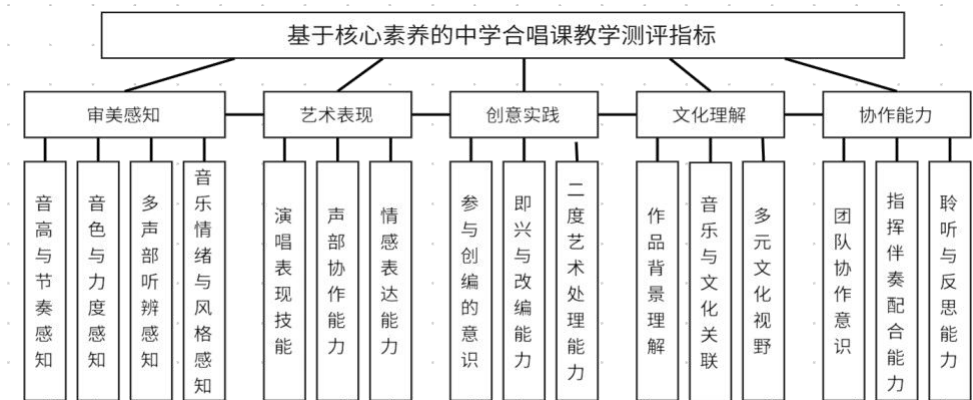 基于核心素养的中学合唱课教学测评指标
审美感知
艺术表现
创意实践
文化理解
协作能力
音高与节奏感知
音色与力度感知
多声部听辨感知
音乐情绪与风格感知
演唱表现技能
声部协作能力
情感表达能力
参与创编的意识
即兴与改编能力
二度艺术处理能力
作品背景理解
音乐与文化关联
多元文化视野
团队协作意识
指挥伴奏配合能力
聆听与反思能力